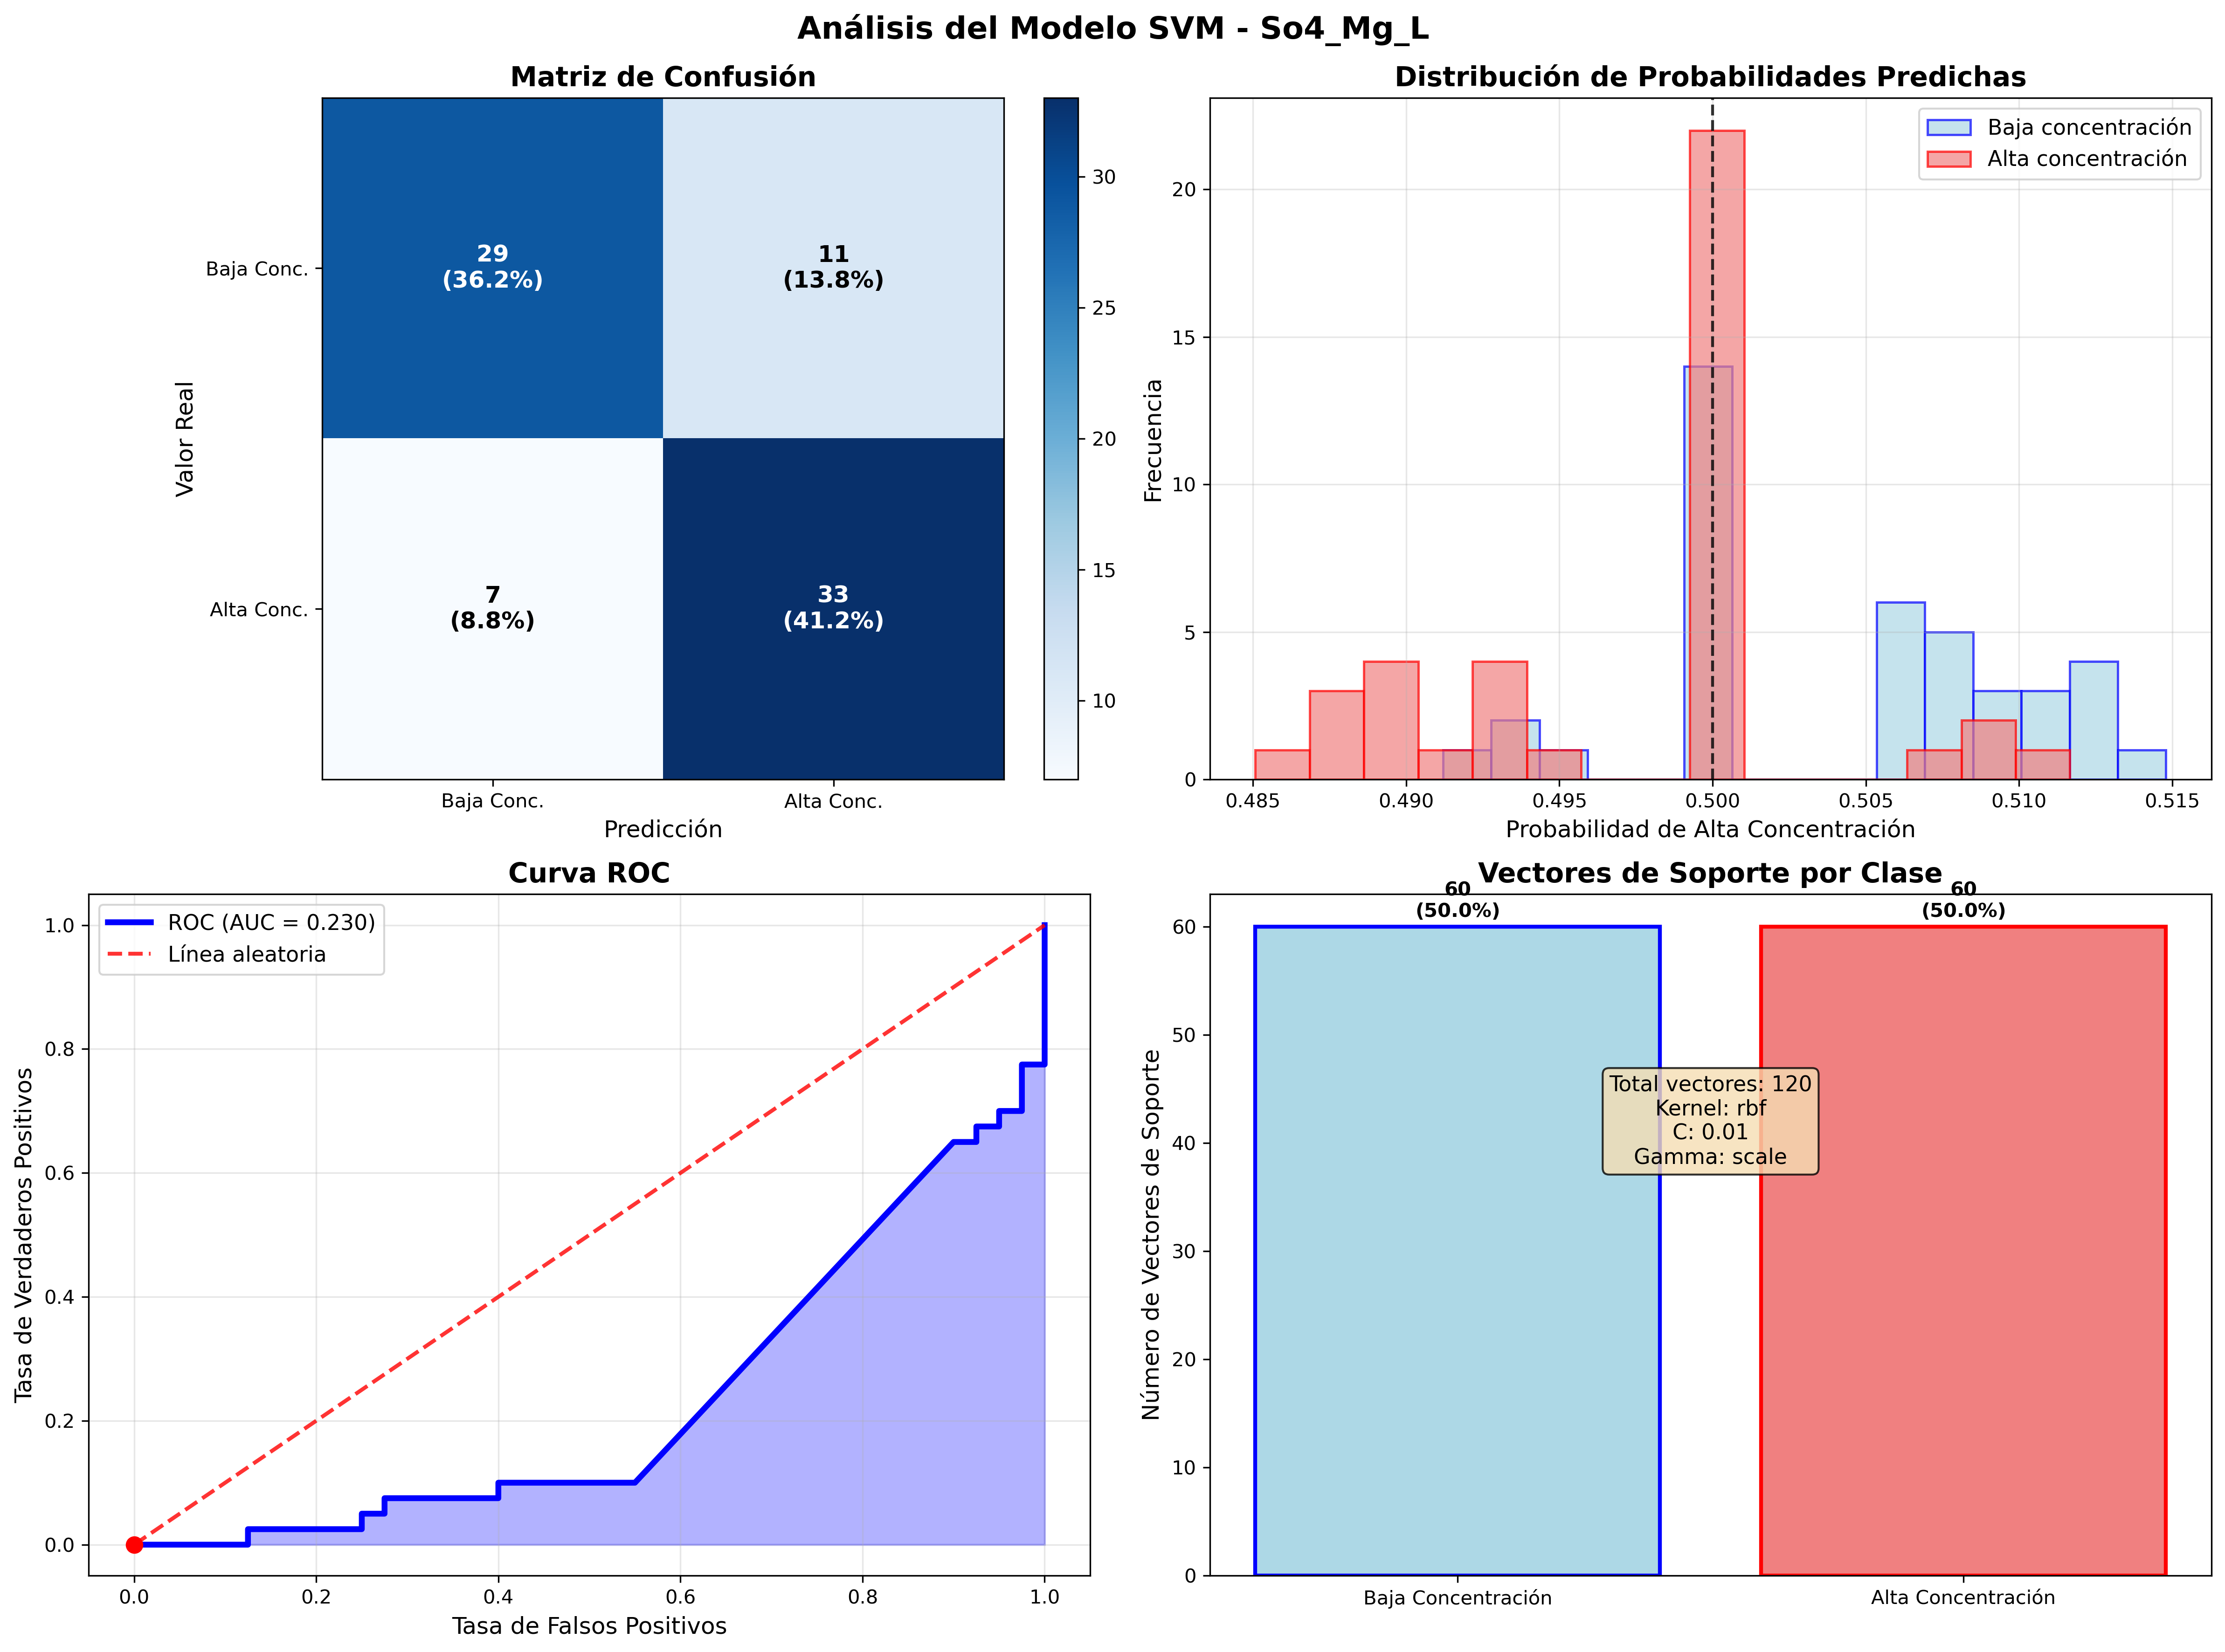 Análisis del Modelo SVM - So4_Mg_L
Matriz de Confusión
Valor Real
Baja Conc.
Alta Conc.
29
(36.2%)
11
(13.8%)
7
(8.8%)
33
(41.2%)
Baja Conc.
Alta Conc.
Predicción
30
25
20
15
10
Distribución de Probabilidades Predichas
Baja concentración
Alta concentración
Frecuencia
20
15
10
5
0
0.485
0.490
0.495
0.500
0.505
0.510
0.515
Probabilidad de Alta Concentración
Curva ROC
ROC (AUC = 0.230)
Línea aleatoria
Tasa de Verdaderos Positivos
1.0
0.8
0.6
0.4
0.2
0.0
0.0
0.2
0.4
0.6
0.8
1.0
Tasa de Falsos Positivos
Vectores de Soporte por Clase
60
(50.0%)
60
(50.0%)
Número de Vectores de Soporte
60
50
40
30
20
10
0
Total vectores: 120
Kernel: rbf
C: 0.01
Gamma: scale
Baja Concentración
Alta Concentración